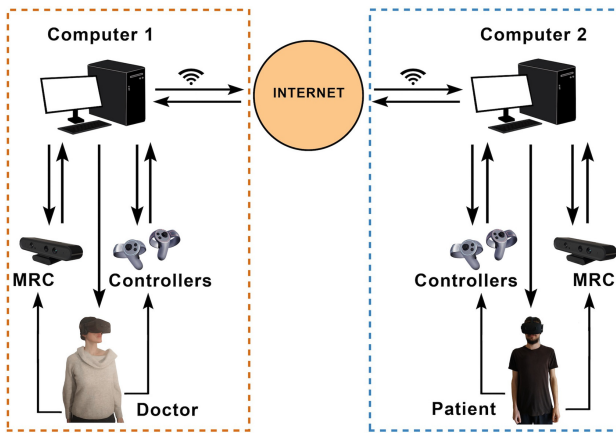 Computer 1
Computer 2
INTERNET
MRC
Controllers
Controllers
MRC
Doctor
Patient